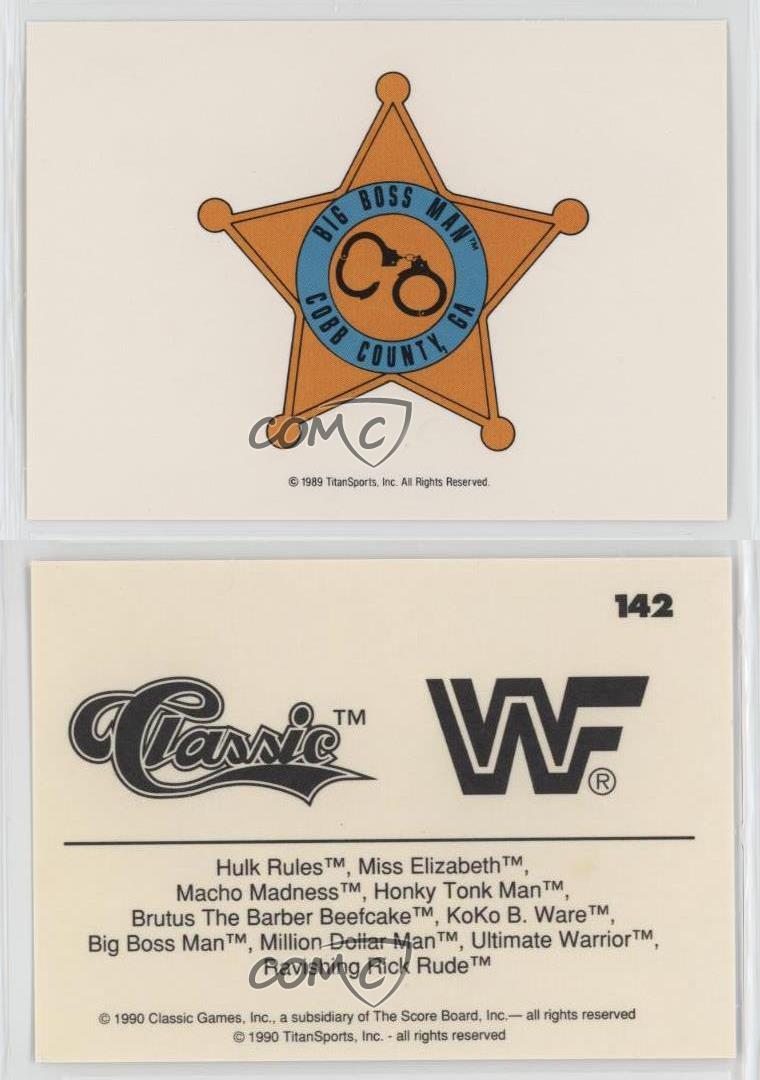 BIG BOSS MAN™
COBB COUNTY, GA
COMC
© 1989 TitanSports, Inc. All Rights Reserved.
142
Classic™
WF®
Hulk Rules™, Miss Elizabeth™,
Macho Madness™, Honky Tonk Man™,
Brutus The Barber Beefcake™, KoKo B. Ware™,
Big Boss Man™, Million Dollar Man™, Ultimate Warrior™,
Ravishing Rick Rude™
COMC
© 1990 Classic Games, Inc., a subsidiary of The Score Board, Inc.— all rights reserved
© 1990 TitanSports, Inc. - all rights reserved